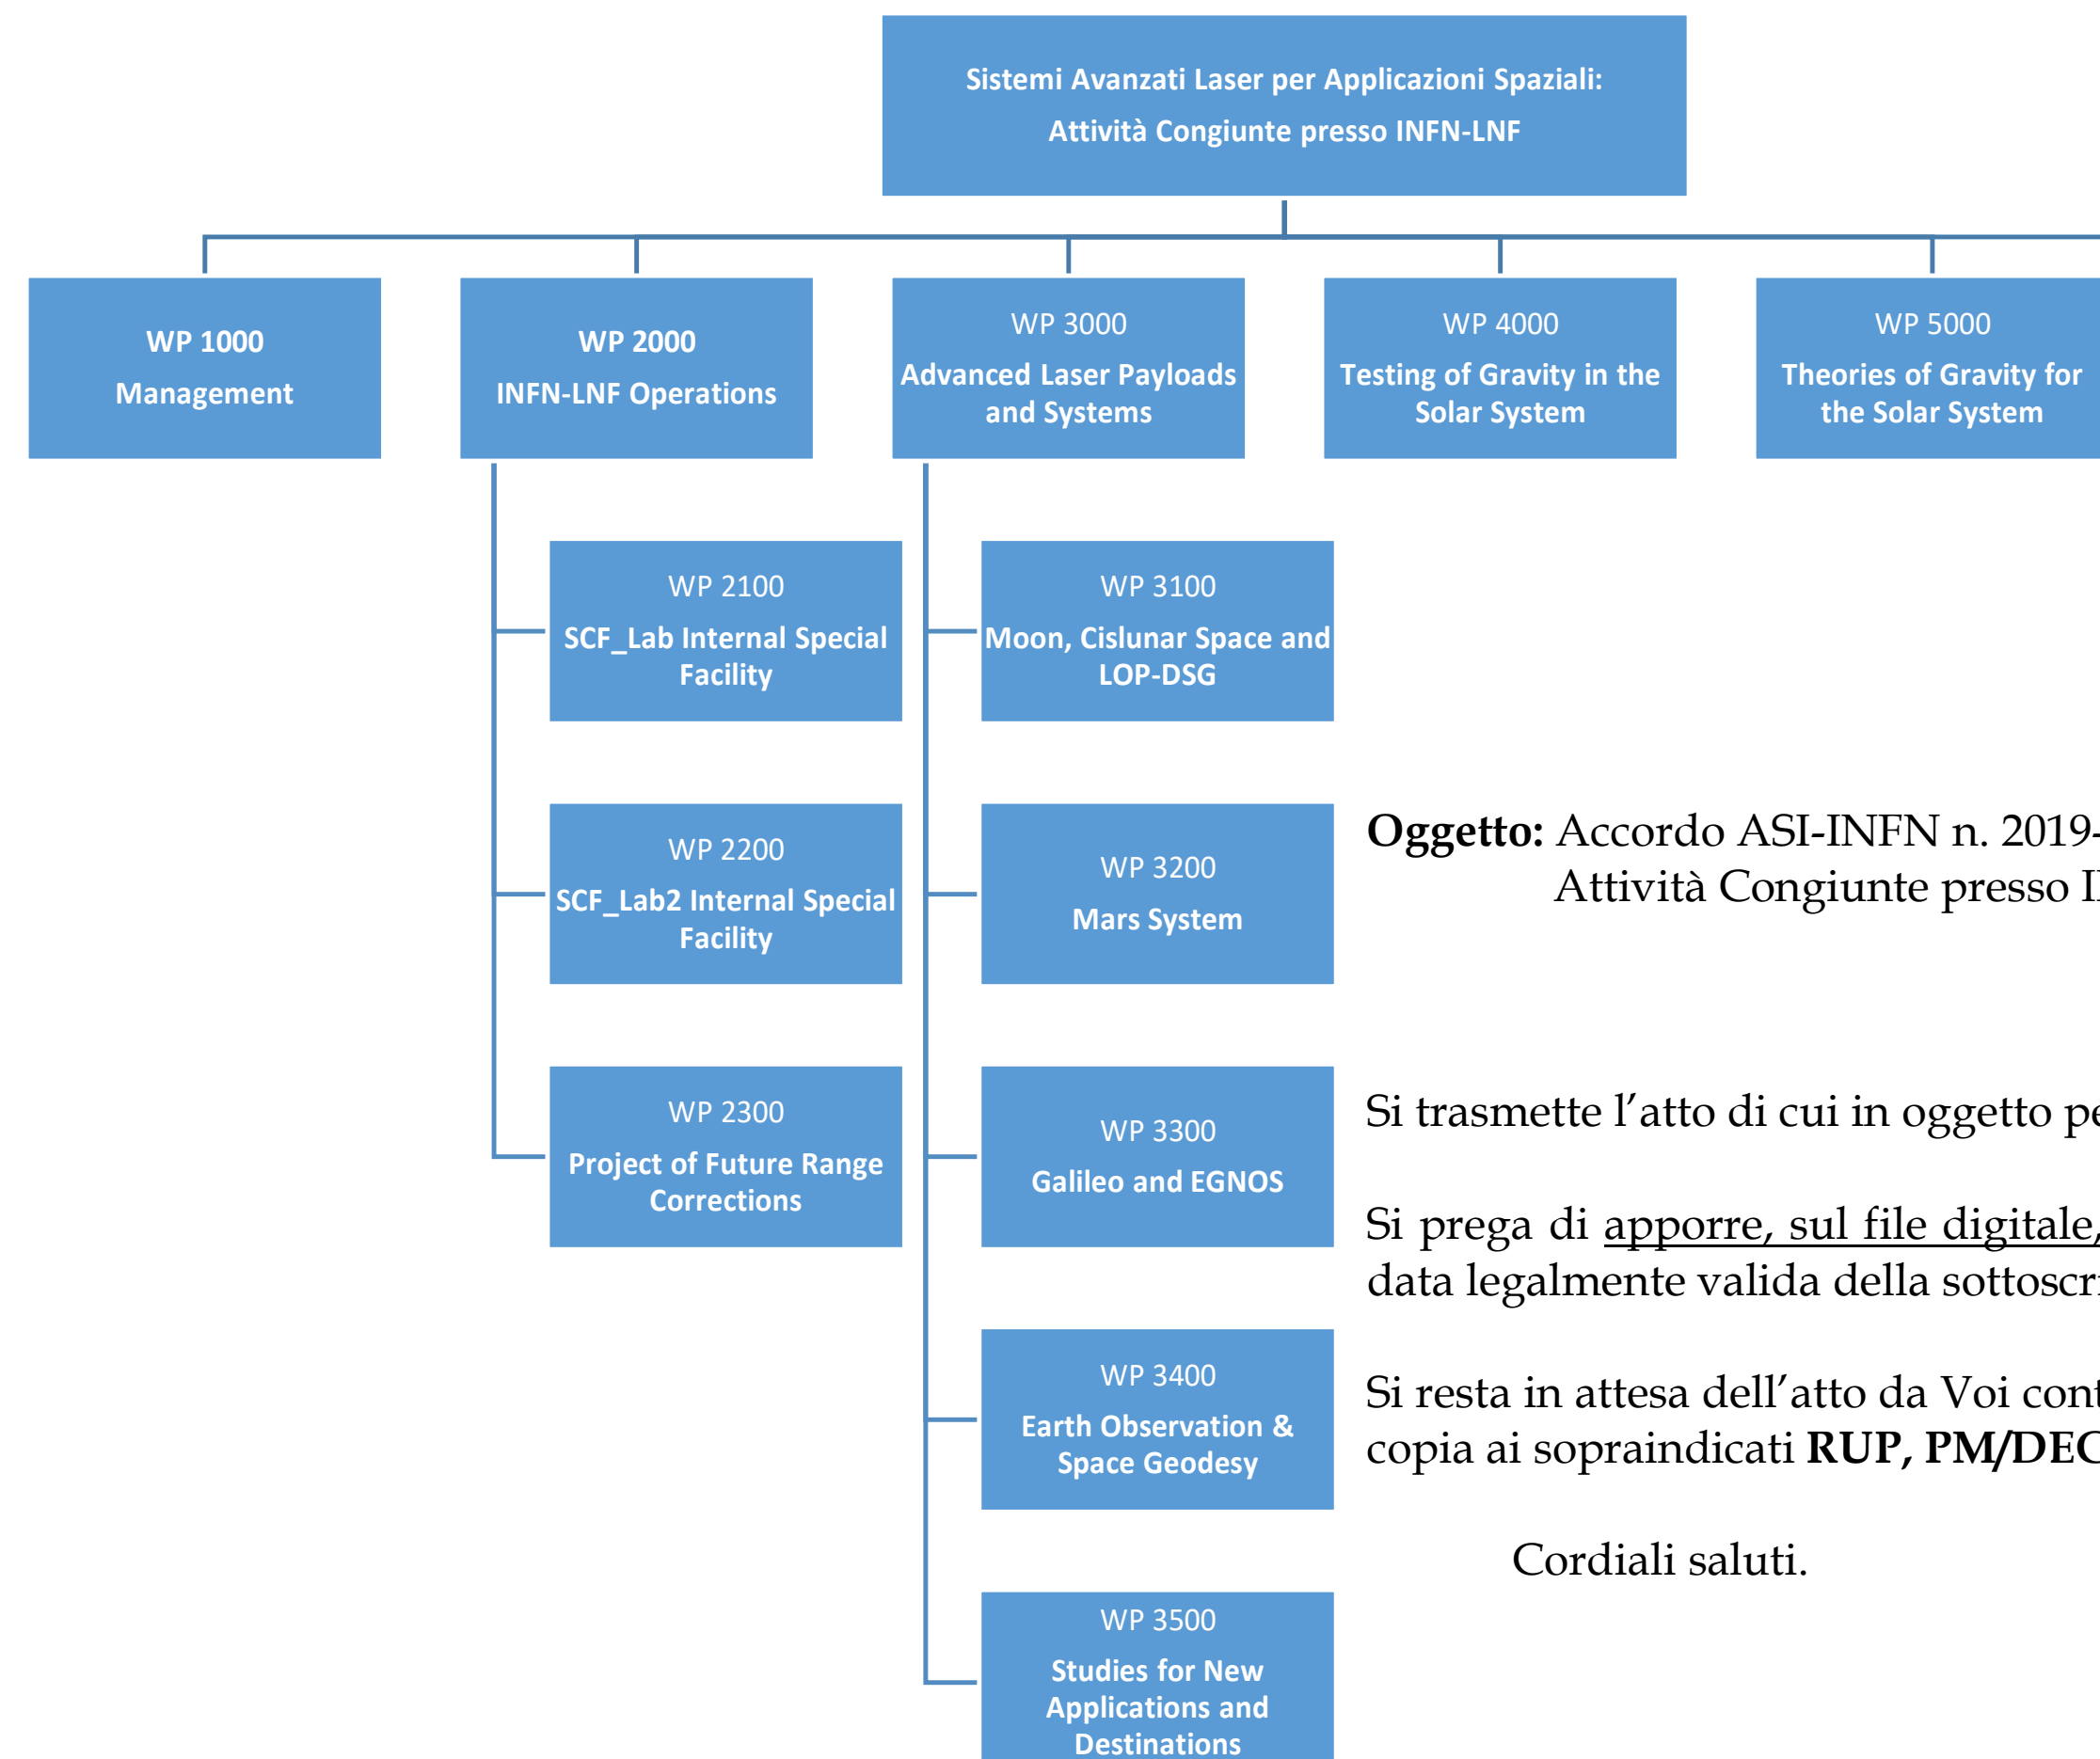 Sistemi Avanzati Laser per Applicazioni Spaziali:
Attività Congiunte presso INFN-LNF
WP 1000
Management
WP 2000
INFN-LNF Operations
WP 3000
Advanced Laser Payloads
and Systems
WP 4000
Testing of Gravity in the
Solar System
WP 5000
Theories of Gravity for
the Solar System
WP 2100
SCF_Lab Internal Special
Facility
WP 2200
SCF_Lab2 Internal Special
Facility
WP 2300
Project of Future Range
Corrections
WP 3100
Moon, Cislunar Space and
LOP-DSG
WP 3200
Mars System
WP 3300
Galileo and EGNOS
WP 3400
Earth Observation &
Space Geodesy
WP 3500
Studies for New
Applications and
Destinations
Oggetto: Accordo ASI-INFN n. 2019-
Attività Congiunte presso
Si trasmette l’atto di cui in oggetto
Si prega di apporre, sul file digitale,
data legalmente valida della
Si resta in attesa dell’atto da Voi
copia ai sopraindicati RUP, PM/DEC
Cordiali saluti.